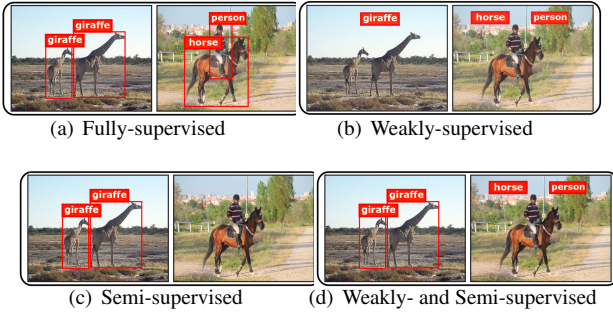 giraffe
giraffe
person
horse
giraffe
horse person
(a) Fully-supervised
(b) Weakly-supervised
giraffe
giraffe
giraffe
giraffe
horse person
(c) Semi-supervised
(d) Weakly- and Semi-supervised